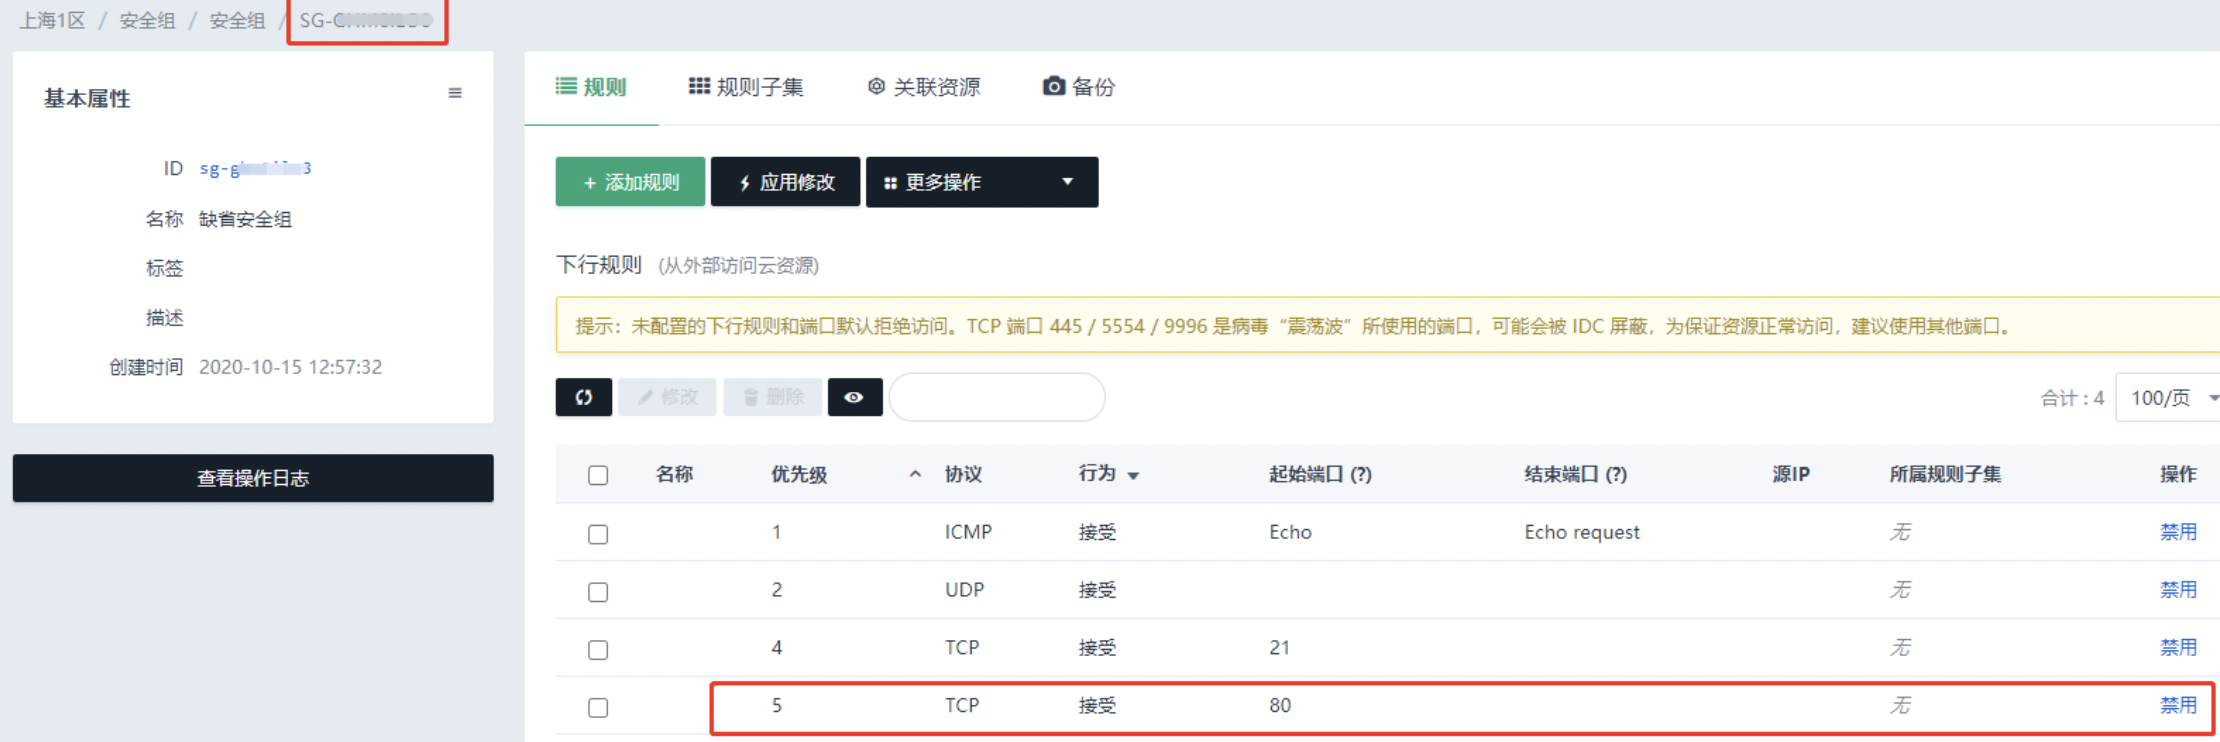 上海1区 / 安全组 / 安全组 / SG-
基本属性
ID sg-g 3
名称 缺省安全组
标签
描述
创建时间 2020-10-15 12:57:32
查看操作日志
规则 规则子集 关联资源 备份
+ 添加规则 应用修改 更多操作
下行规则 (从外部访问云资源)
提示：未配置的下行规则和端口默认拒绝访问。TCP 端口 445 / 5554 / 9996 是病毒“震荡波”所使用的端口，可能会被 IDC 屏蔽，为保证资源正常访问，建议使用其他端口。
修改 删除 合计 : 4 100/页
名称 优先级 协议 行为 起始端口 (?) 结束端口 (?) 源IP 所属规则子集 操作
1 ICMP 接受 Echo Echo request 无 禁用
2 UDP 接受 无 禁用
4 TCP 接受 21 无 禁用
5 TCP 接受 80 无 禁用